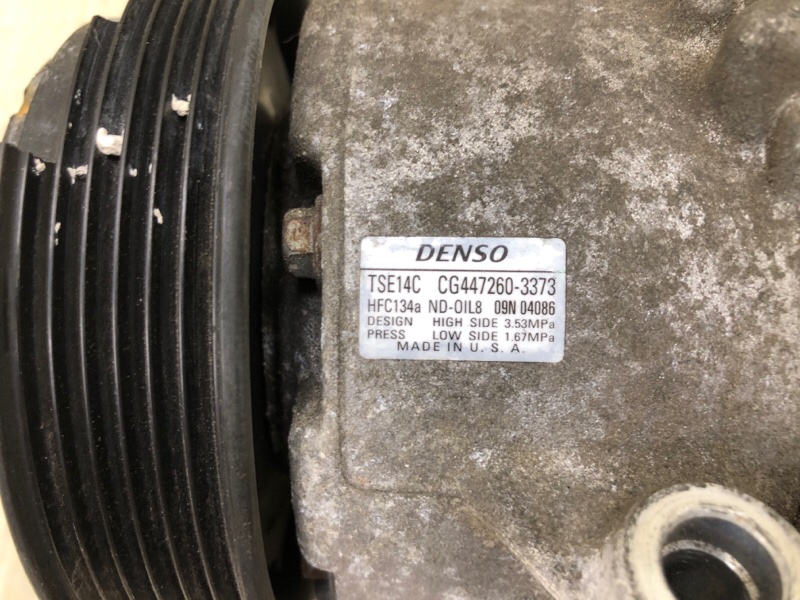 DENSO
TSE14C CG447260-3373
HFC134a ND-OIL8 09N 04086
DESIGN HIGH SIDE 3.53MPa
PRESS LOW SIDE 1.67MPa
MADE IN U. S. A.